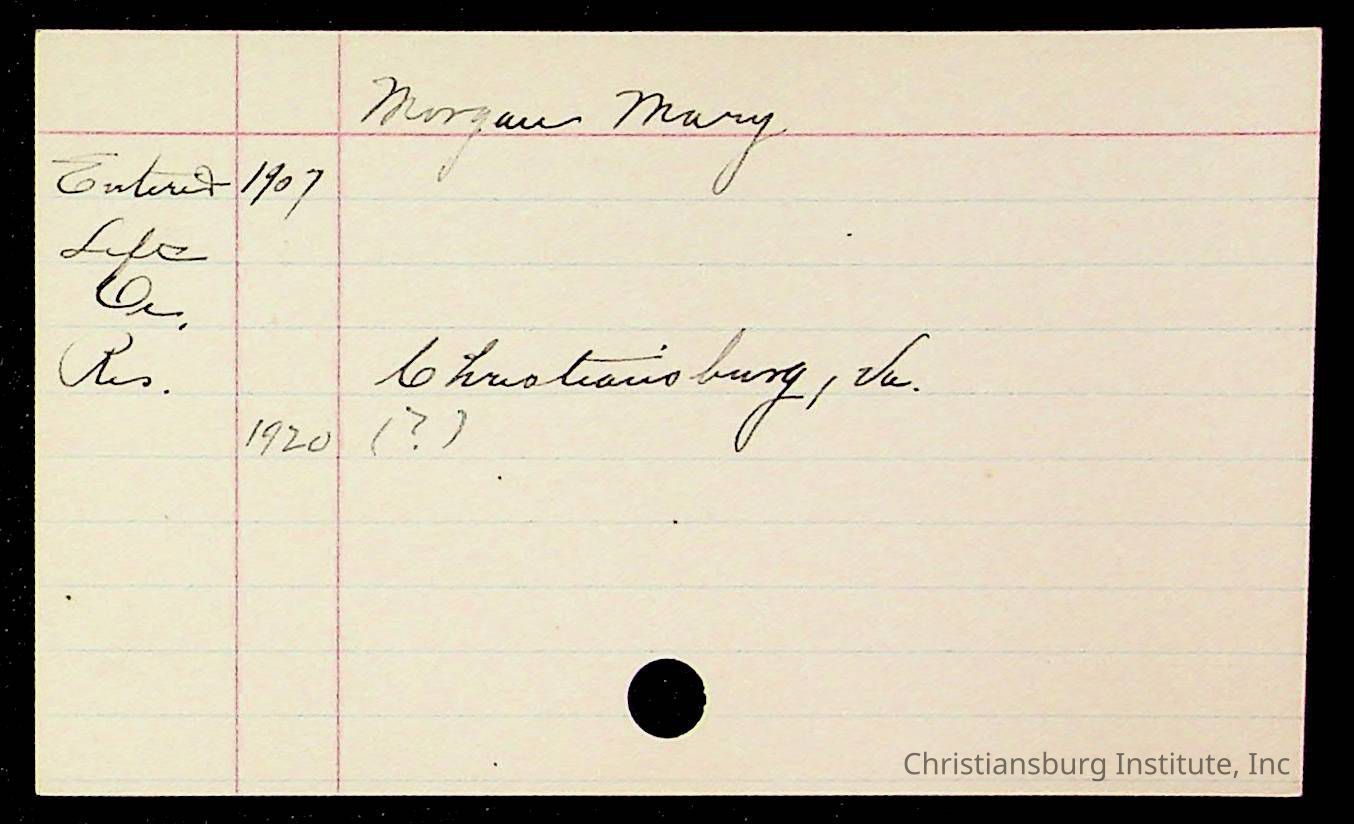 Morgan Mary
Entered 1907
Left
Oc.
Res. Christiansburg, Va.
1920 (?)
Christiansburg Institute, Inc